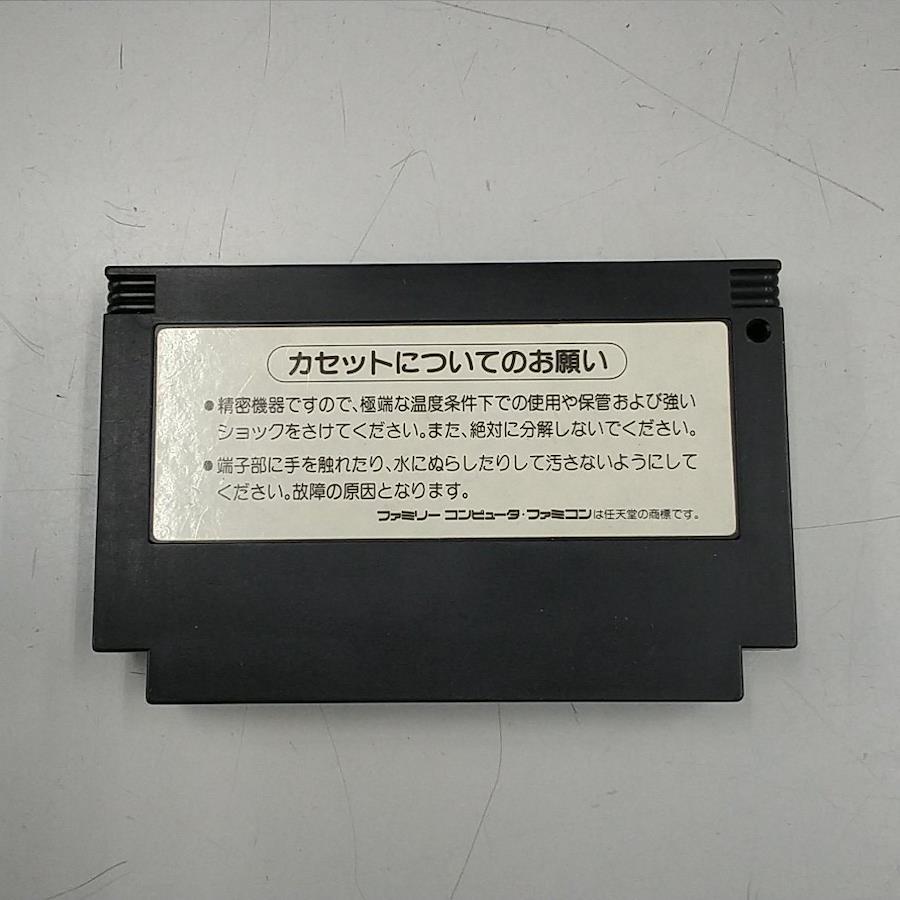 カセットについてのお願い
●精密機器ですので、極端な温度条件下での使用や保管および強い
ショックをさけてください。また、絶対に分解しないでください。
●端子部に手を触れたり、水にぬらしたりして汚さないようにして
ください。故障の原因となります。
ファミリーコンピュータ・ファミコンは任天堂の商標です。